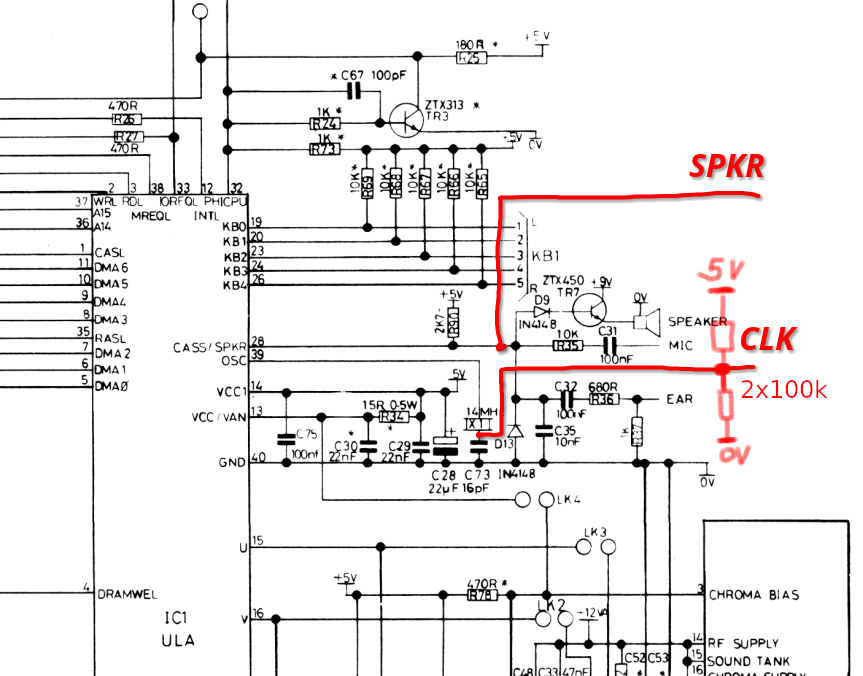 +5V
180R *
R25
* C67 100pF
ZTX313 *
TR3
470R
R26
1K *
R24
R27
470R
1K *
R73
+5V
0V
SPKR
10K*
R69
10K*
R68
10K*
R67
10K*
R66
10K*
R65
2 3 38 33 12 32
37 WRL RDL IORFQL PHICPU
A15 MREQL INTL
36 A14
KB0 19
KB1 20
KB2 23
KB3 24
KB4 26
1 L
2
3 KB1
4
5 R
1 CASL
11 DMA6
10 DMA5
9 DMA4
8 DMA3
35 RASL
7 DMA2
6 DMA1
5 DMA0
5V
ZTX450
TR7
+9V
D9
IN4148
0V
SPEAKER
+5V
2K7
R90
CASS/SPKR 28
OSC 39
10K
R35
C31
100nF
MIC
CLK
2x100k
5V
VCC1 14
VCC/VAN 13
15R 0·5W
R34
14MH
X1
C32
100nF
680R
R36
EAR
C75
100nf
* C30
22nF
C29
22nF
+
D13
C35
10nF
1K
R37
GND 40
C28
22µF
C73
16pF
IN4148
0V
0V
LK4
U 15
LK3
4 DRAMWEL
+5V
470R *
R78
3 CHROMA BIAS
IC1
ULA
V 16
LK2
+12VA
14 RF SUPPLY
15 SOUND TANK
16 CHROMA SUPPLY
C48 C33 47nF
C52 C53
*